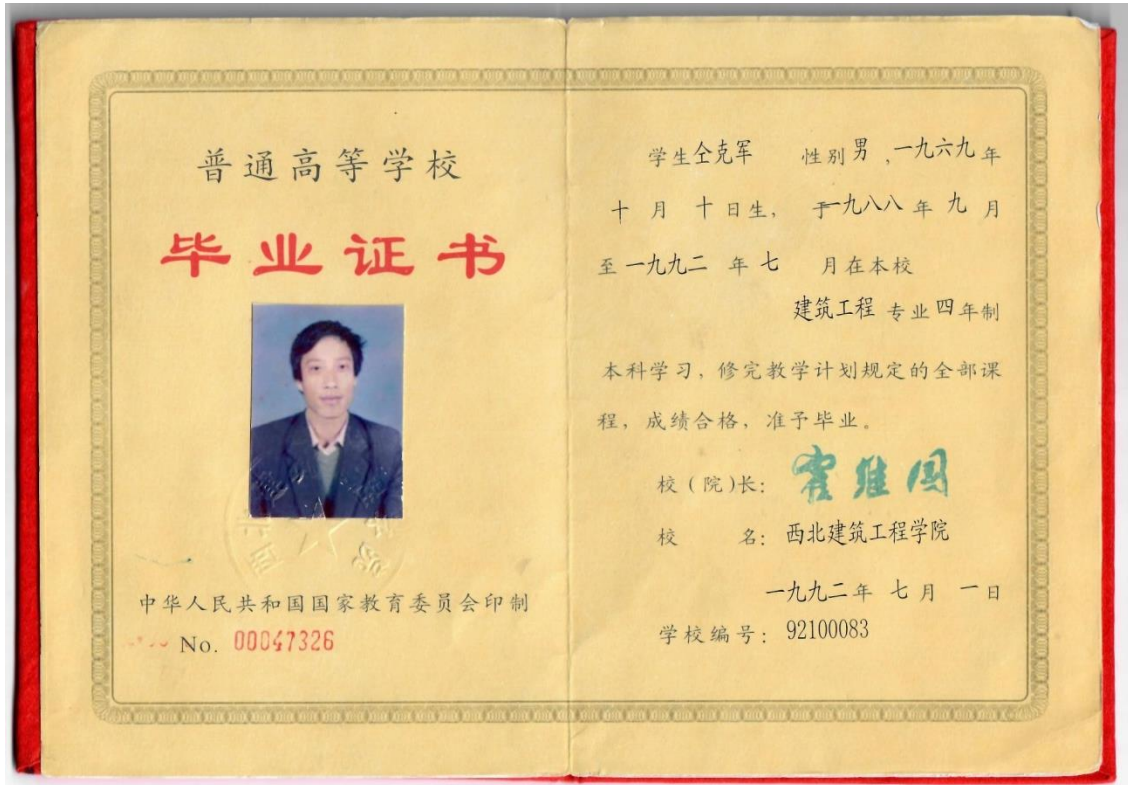 普通高等学校
毕业证书
中华人民共和国国家教育委员会印制
No. 00047326
学生仝克军 性别男,一九六九年
十月十日生, 于一九八八年九月
至一九九二年七 月在本校
建筑工程 专业四年制
本科学习,修完教学计划规定的全部课
程,成绩合格,准予毕业。
校(院)长: 霍维国
校 名: 西北建筑工程学院
一九九二年 七月 一日
学校编号: 92100083